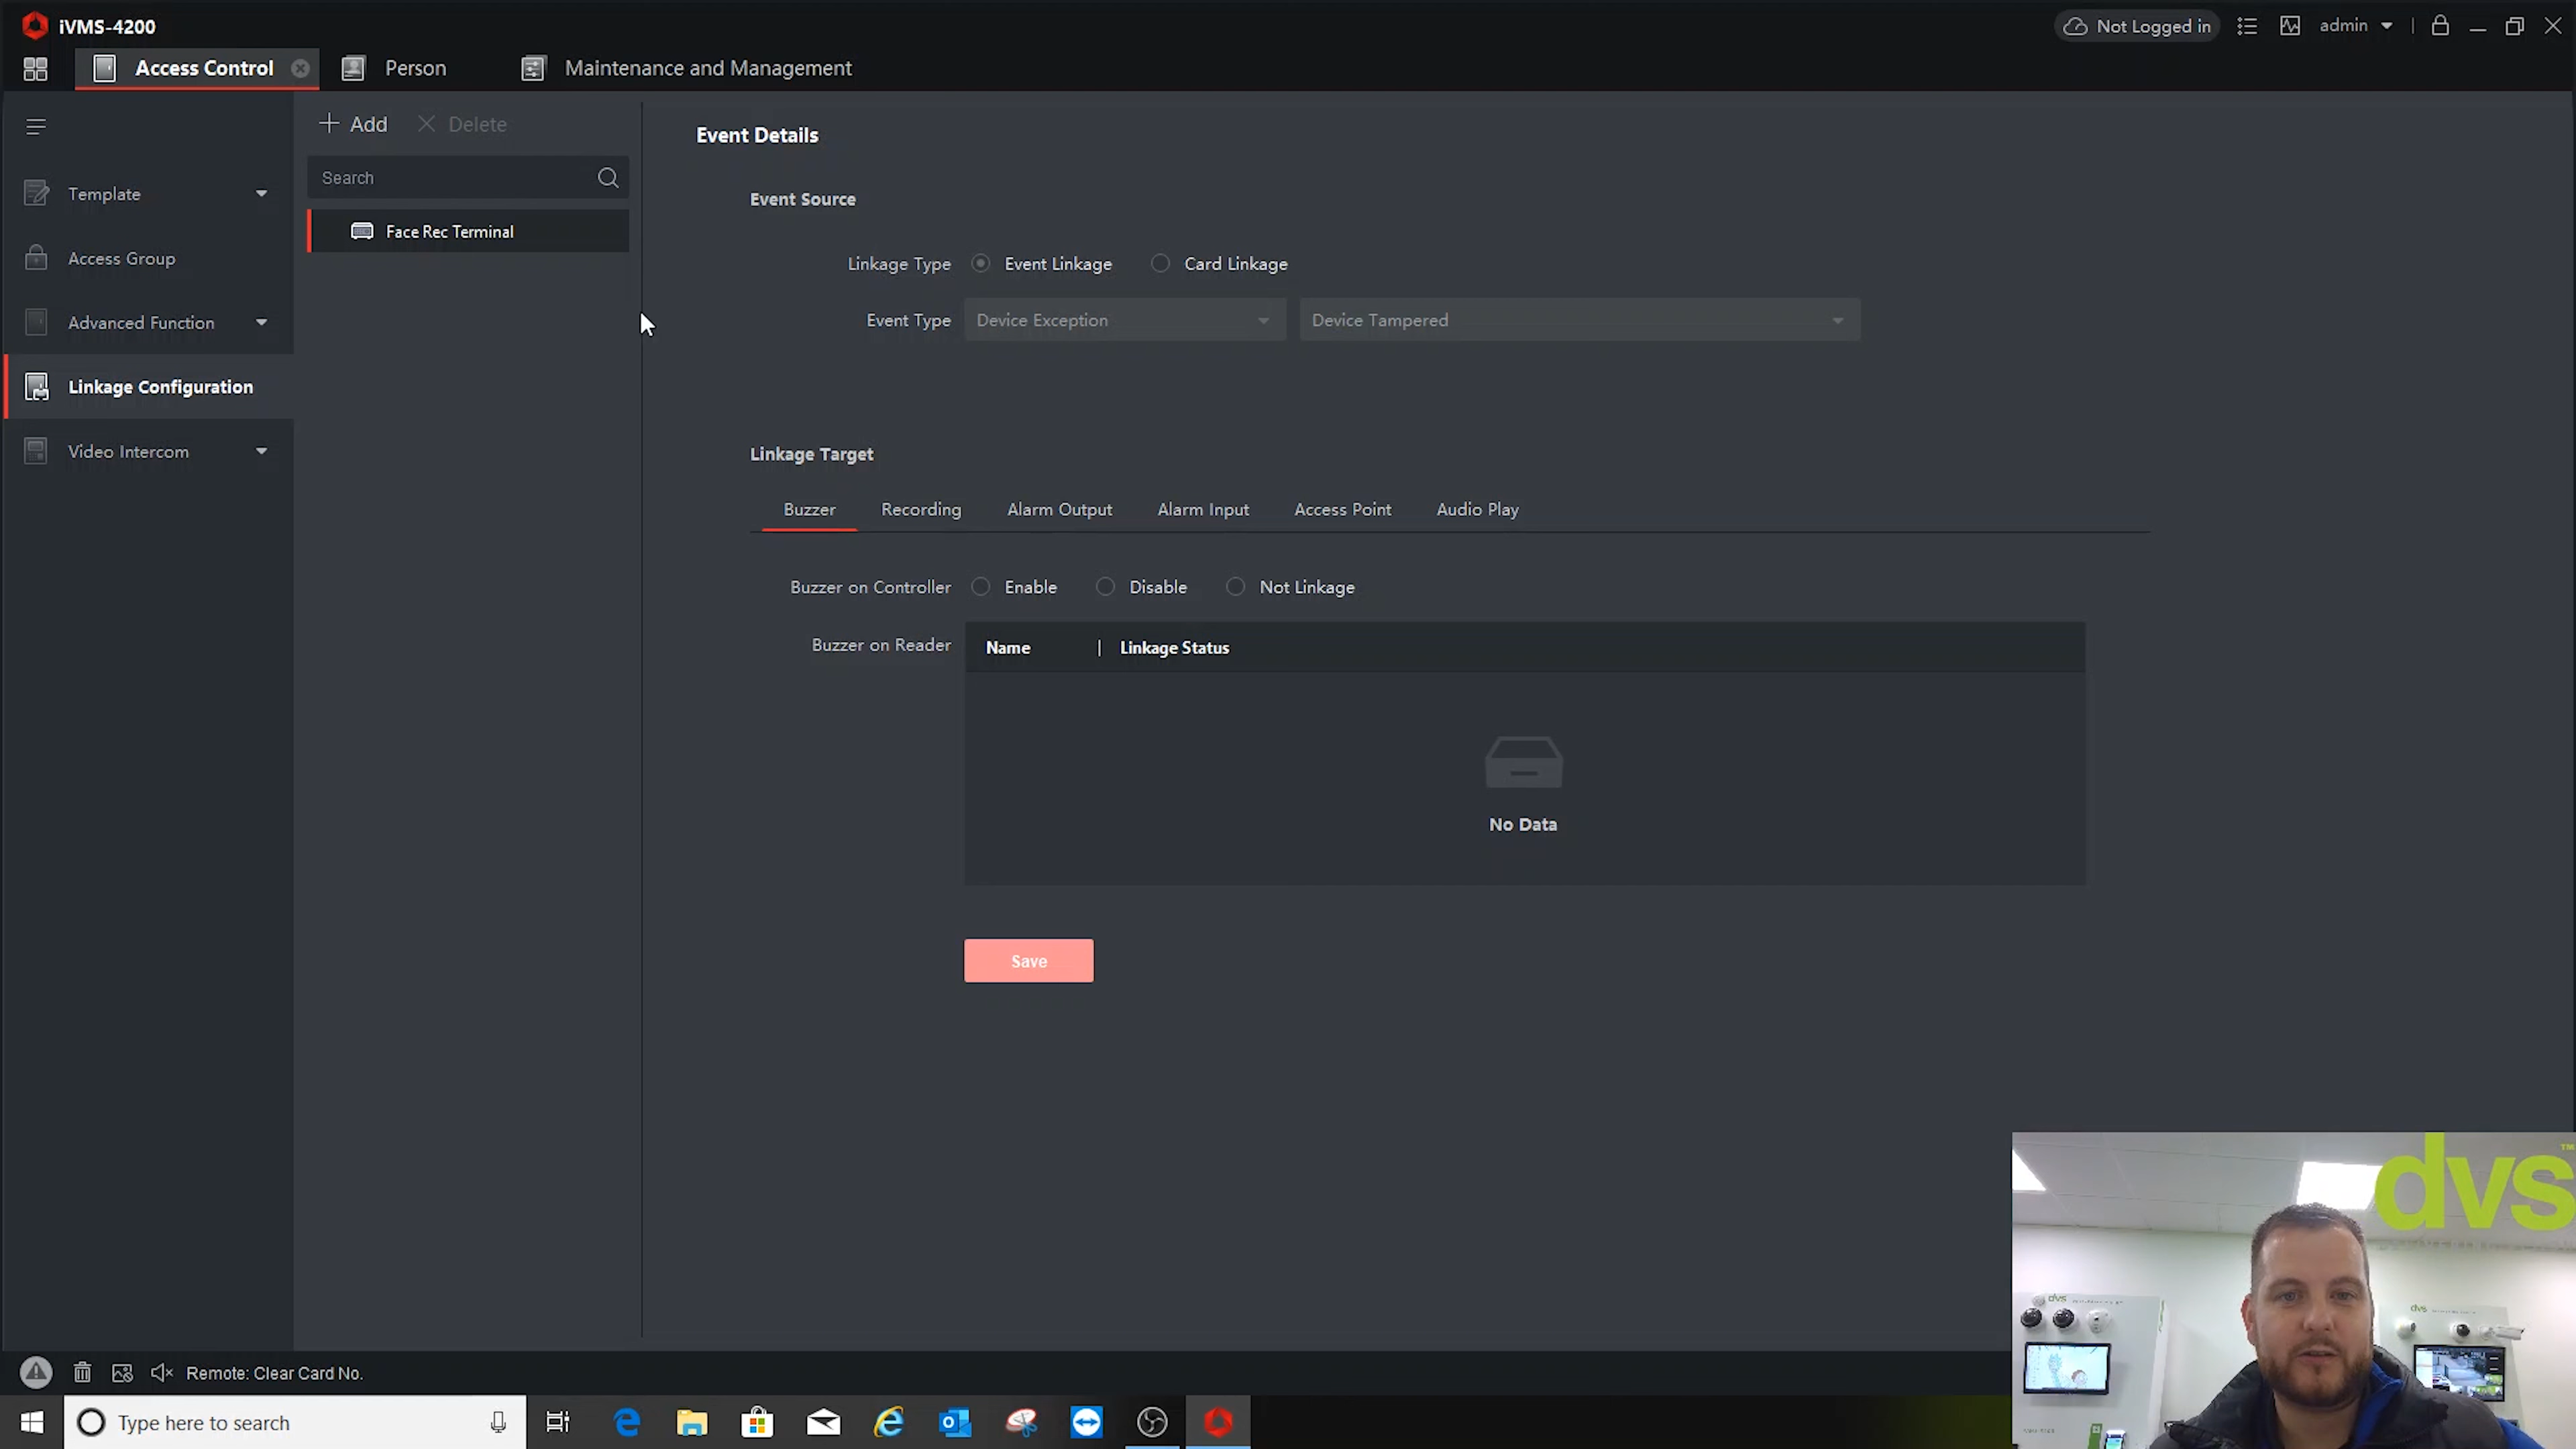 iVMS-4200
Not Logged in
admin
Access Control
Person
Maintenance and Management
Template
Access Group
Advanced Function
Linkage Configuration
Video Intercom
Add
Delete
Search
Face Rec Terminal
Event Details
Event Source
Linkage Type
Event Linkage
Card Linkage
Event Type
Device Exception
Device Tampered
Linkage Target
Buzzer
Recording
Alarm Output
Alarm Input
Access Point
Audio Play
Buzzer on Controller
Enable
Disable
Not Linkage
Buzzer on Reader
Name | Linkage Status
No Data
Save
dvs™
dvs
dvs
Remote: Clear Card No.
Type here to search